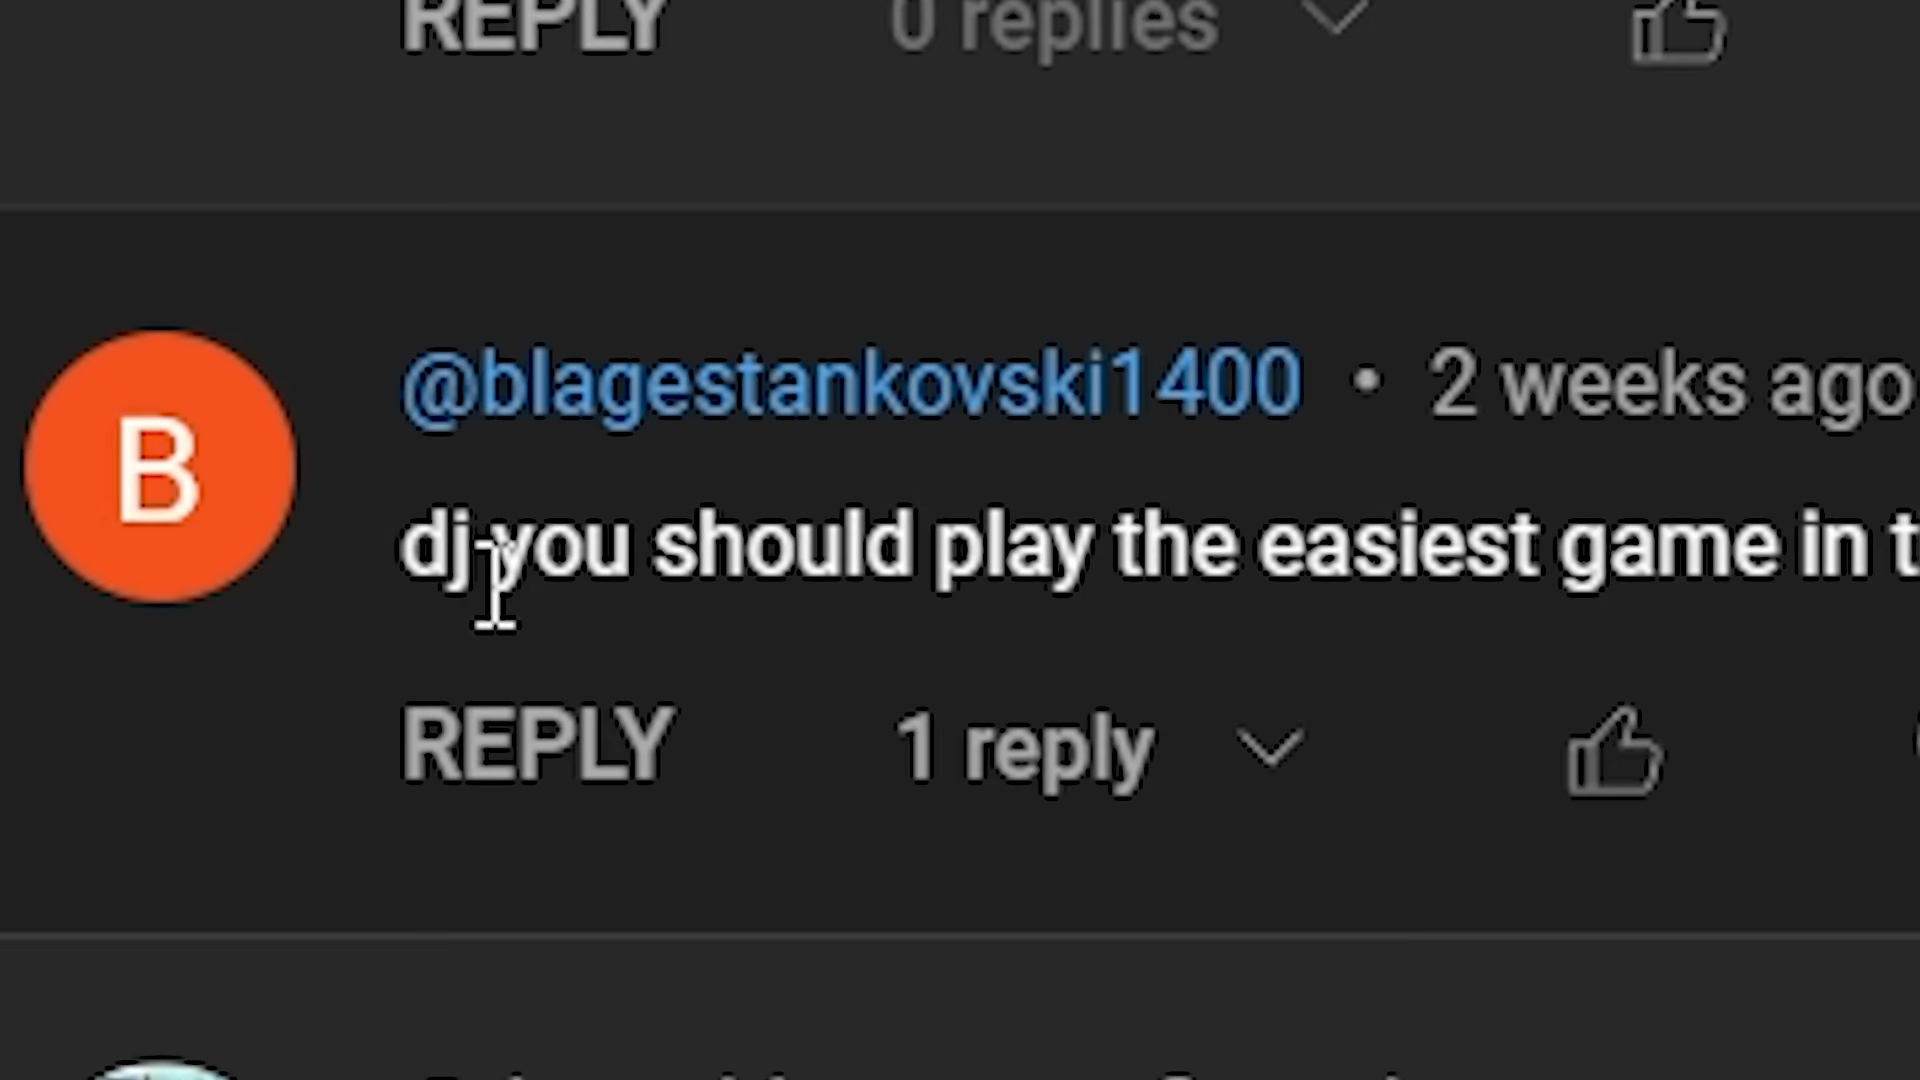 REPLY 0 replies
B
@blagestankovski1400 • 2 weeks ago
dj you should play the easiest game in t
REPLY 1 reply